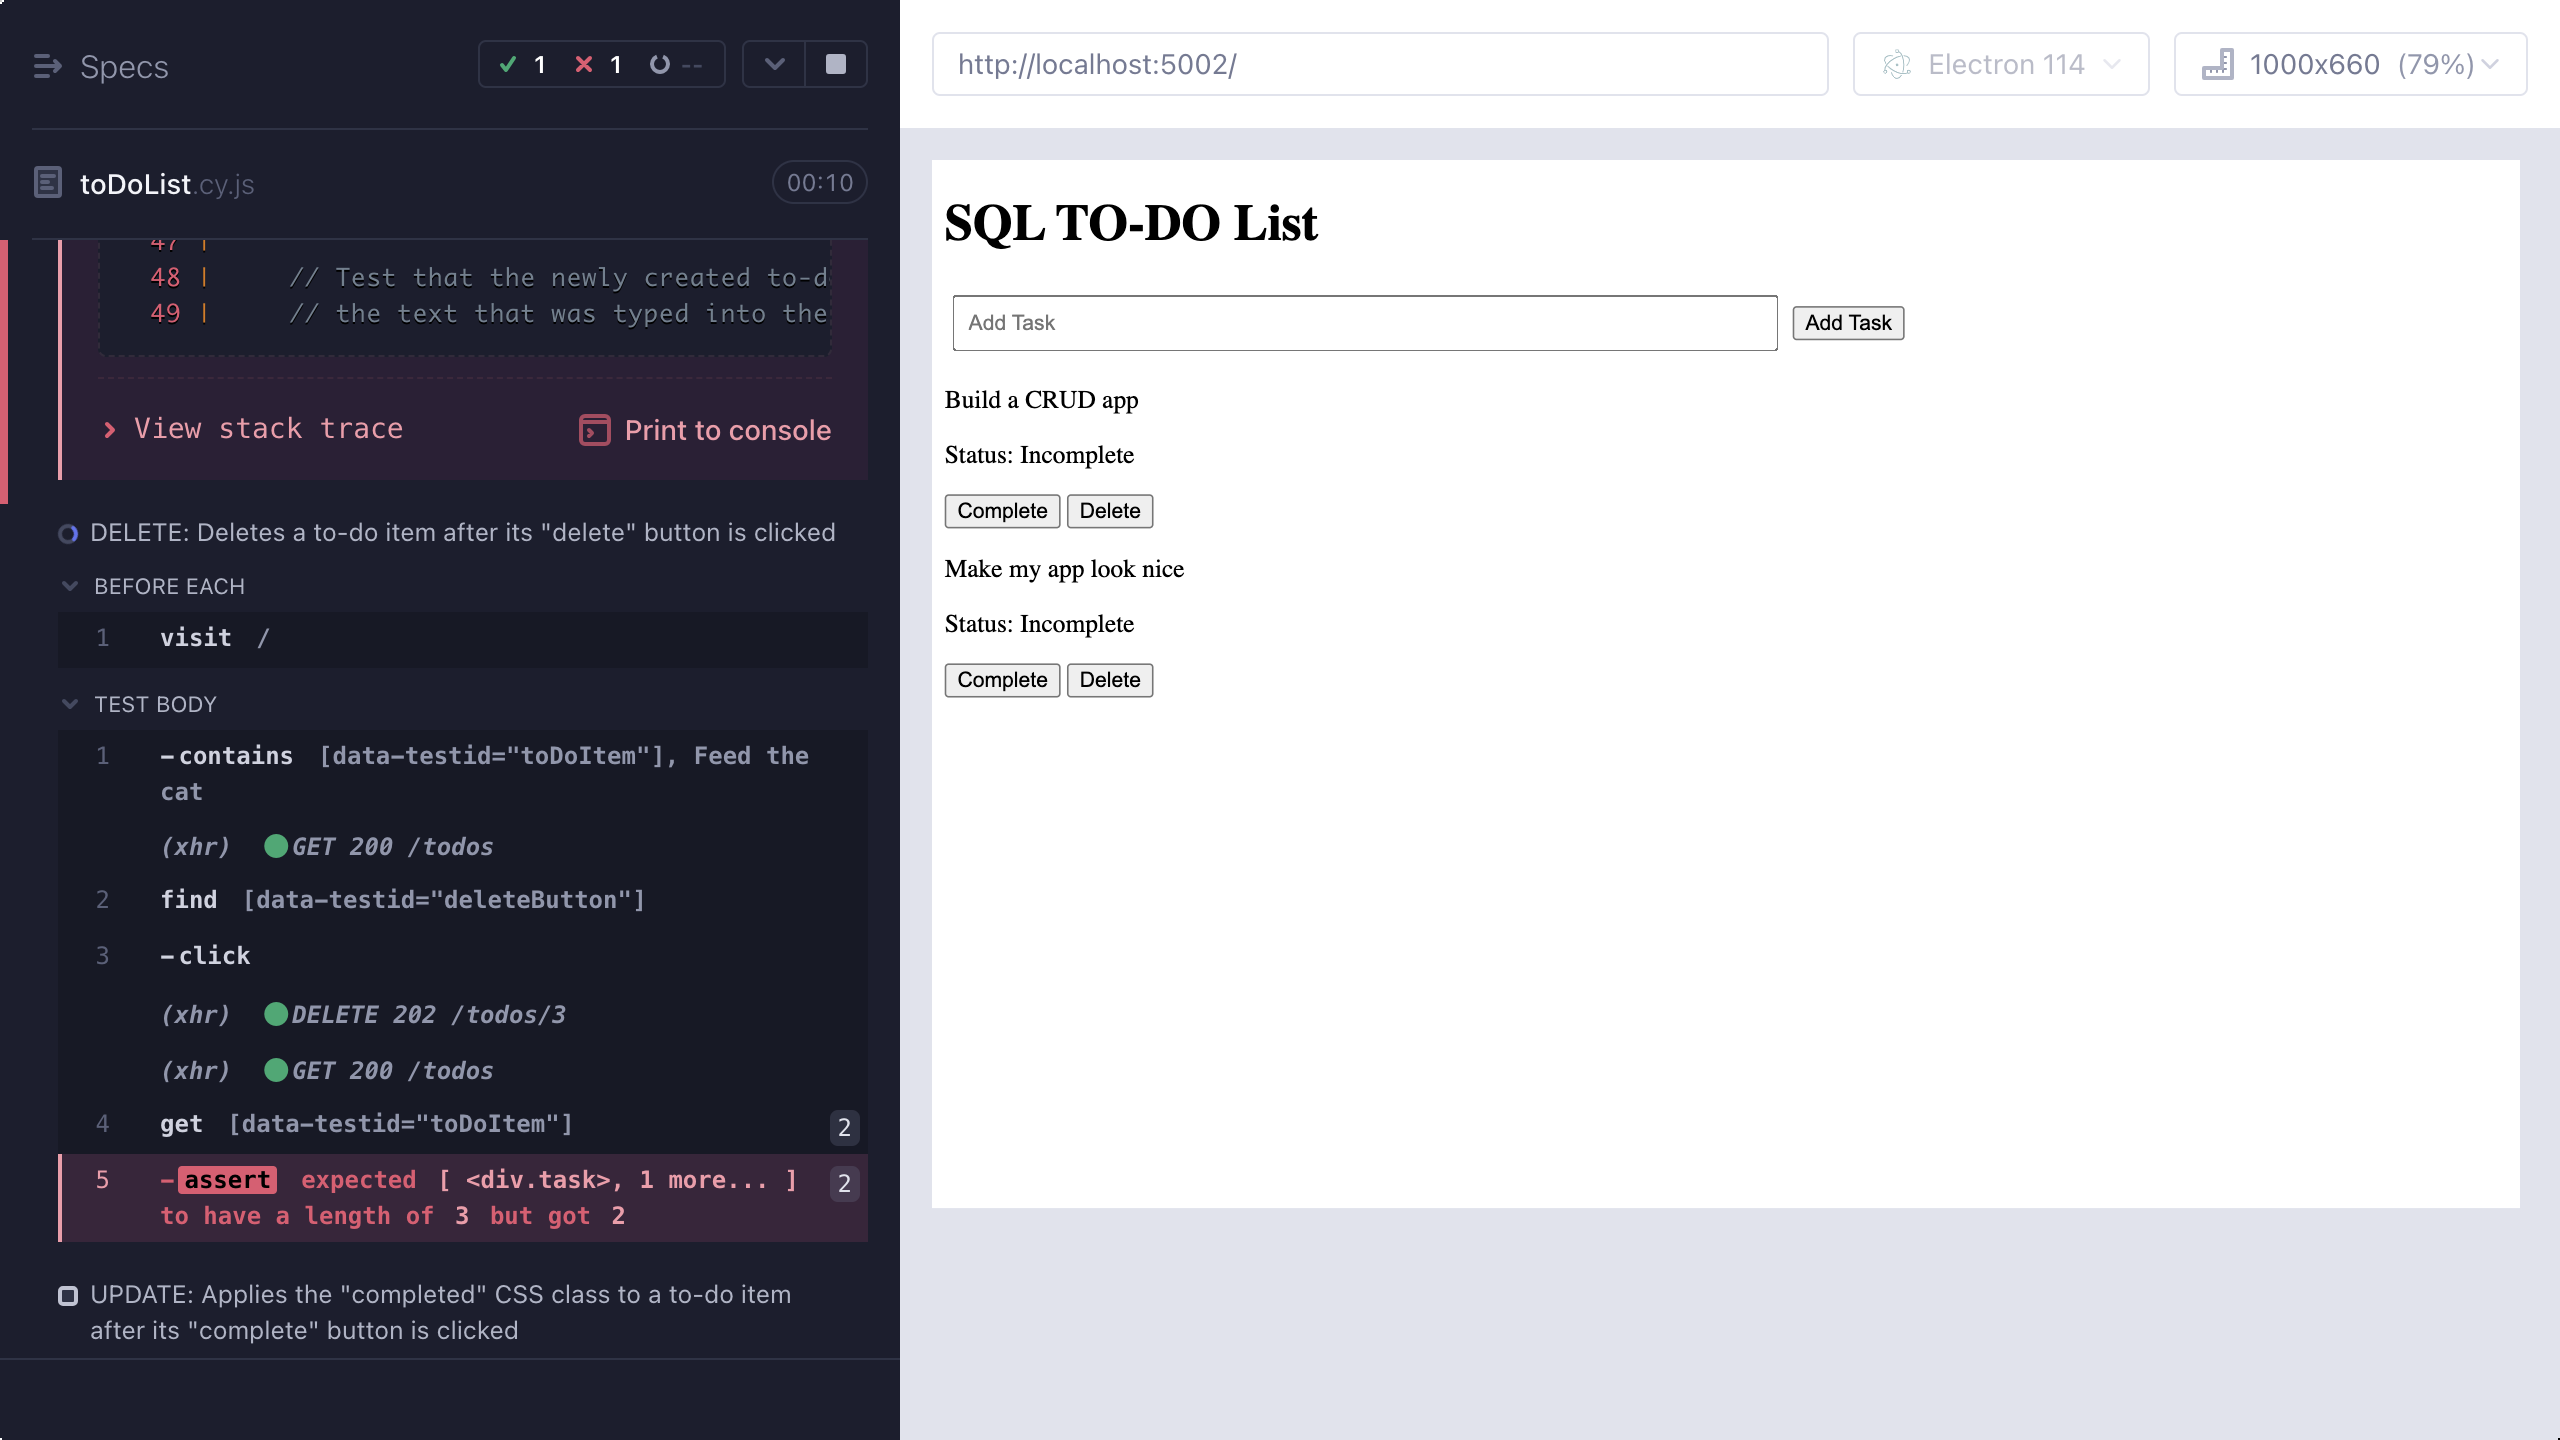 Specs
1 1 --
toDoList.cy.js
00:10
47 |
48 | // Test that the newly created to-d
49 | // the text that was typed into the
View stack trace
Print to console
DELETE: Deletes a to-do item after its "delete" button is clicked
BEFORE EACH
1 visit /
TEST BODY
1 -contains [data-testid="toDoItem"], Feed the
cat
(xhr) GET 200 /todos
2 find [data-testid="deleteButton"]
3 -click
(xhr) DELETE 202 /todos/3
(xhr) GET 200 /todos
4 get [data-testid="toDoItem"] 2
5 -assert expected [ <div.task>, 1 more... ] 2
to have a length of 3 but got 2
UPDATE: Applies the "completed" CSS class to a to-do item
after its "complete" button is clicked
http://localhost:5002/
Electron 114
1000x660 (79%)
SQL TO-DO List
Add Task Add Task
Build a CRUD app
Status: Incomplete
Complete Delete
Make my app look nice
Status: Incomplete
Complete Delete